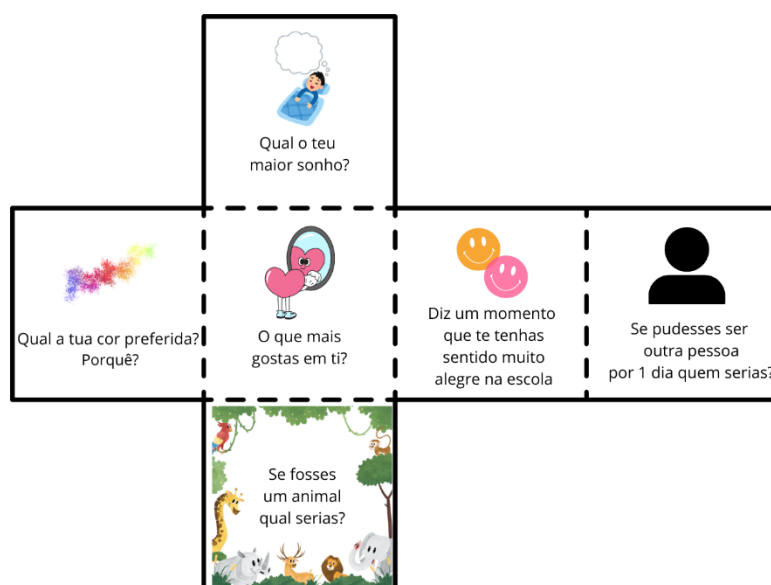 Qual o teu
maior sonho?
Qual a tua cor preferida?
Porquê?
O que mais
gostas em ti?
Diz um momento
que te tenhas
sentido muito
alegre na escola
Se pudesses ser
outra pessoa
por 1 dia quem serias?
Se fosses
um animal
qual serias?